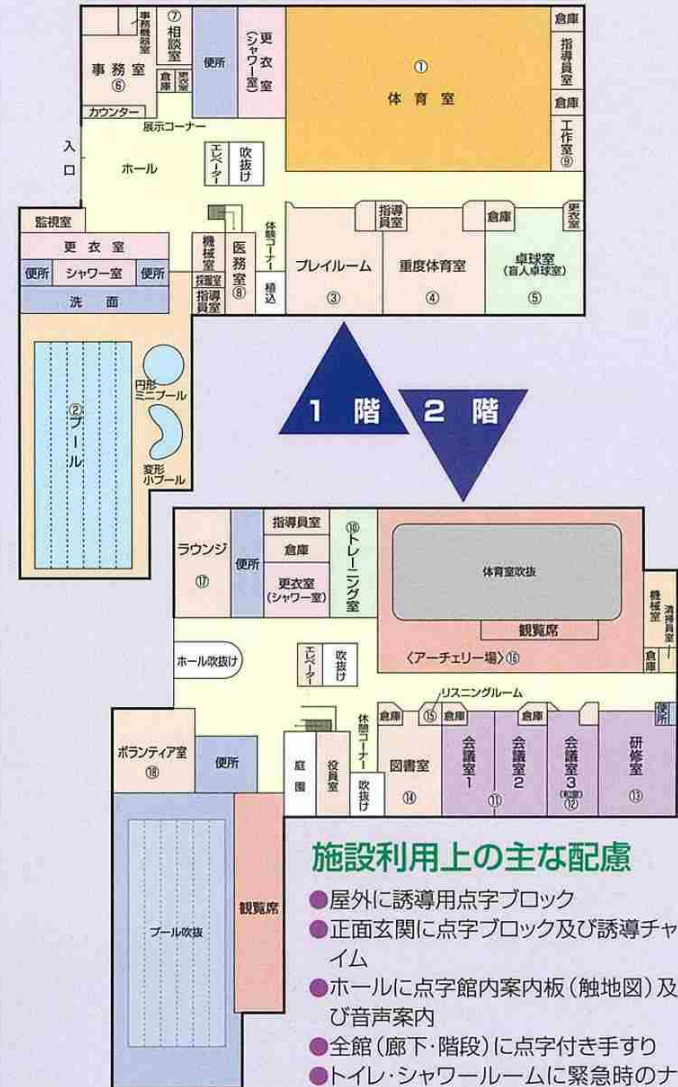 事務機器室
⑦
相談室
事務室
⑥
倉庫
更衣室
カウンター
便所
更衣室
(シャワー室)
①
体育室
倉庫
指導員室
倉庫
工作室
⑨
展示コーナー
入口
ホール
エレベーター
吹抜け
監視室
更衣室
便所
シャワー室
便所
洗面
機械室
採暖室
指導員室
医務室
⑧
体験コーナー
植込
プレイルーム
③
指導員室
重度体育室
④
倉庫
更衣室
卓球室
(盲人卓球室)
⑤
②プール
円形
ミニプール
変形
小プール
1階
2階
ラウンジ
⑰
便所
指導員室
倉庫
更衣室
(シャワー室)
⑩トレーニング室
体育室吹抜
観覧席
〈アーチェリー場〉⑯
機械室
清掃員室
倉庫
ホール吹抜け
エレベーター
吹抜け
リスニングルーム
便所
ボランティア室
⑱
便所
庭園
役員室
休憩コーナー
吹抜け
倉庫
⑮
倉庫
倉庫
図書室
⑭
会議室1
会議室2
⑪
会議室3
(和室)
⑫
研修室
⑬
プール吹抜
観覧席
施設利用上の主な配慮
●屋外に誘導用点字ブロック
●正面玄関に点字ブロック及び誘導チャ
イム
●ホールに点字館内案内板(触地図)及
び音声案内
●全館(廊下・階段)に点字付き手すり
●トイレ・シャワールームに緊急時のナ